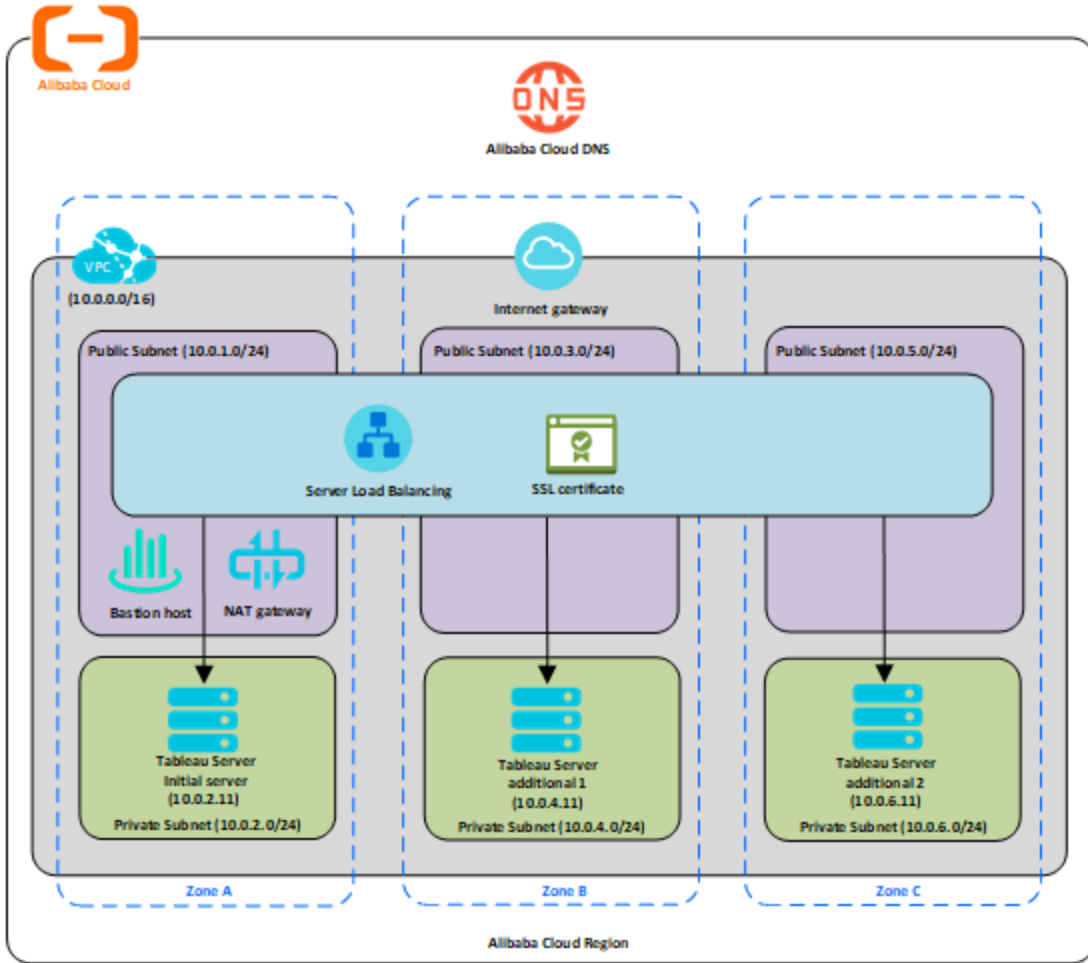 Alibaba Cloud
DNS
Alibaba Cloud DNS
VPC
(10.0.0.0/16)
Internet gateway
Public Subnet (10.0.1.0/24)
Public Subnet (10.0.3.0/24)
Public Subnet (10.0.5.0/24)
Server Load Balancing
SSL certificate
Bastion host
NAT gateway
Tableau Server
Initial server
(10.0.2.11)
Private Subnet (10.0.2.0/24)
Tableau Server
additional 1
(10.0.4.11)
Private Subnet (10.0.4.0/24)
Tableau Server
additional 2
(10.0.6.11)
Private Subnet (10.0.6.0/24)
Zone A
Zone B
Zone C
Alibaba Cloud Region